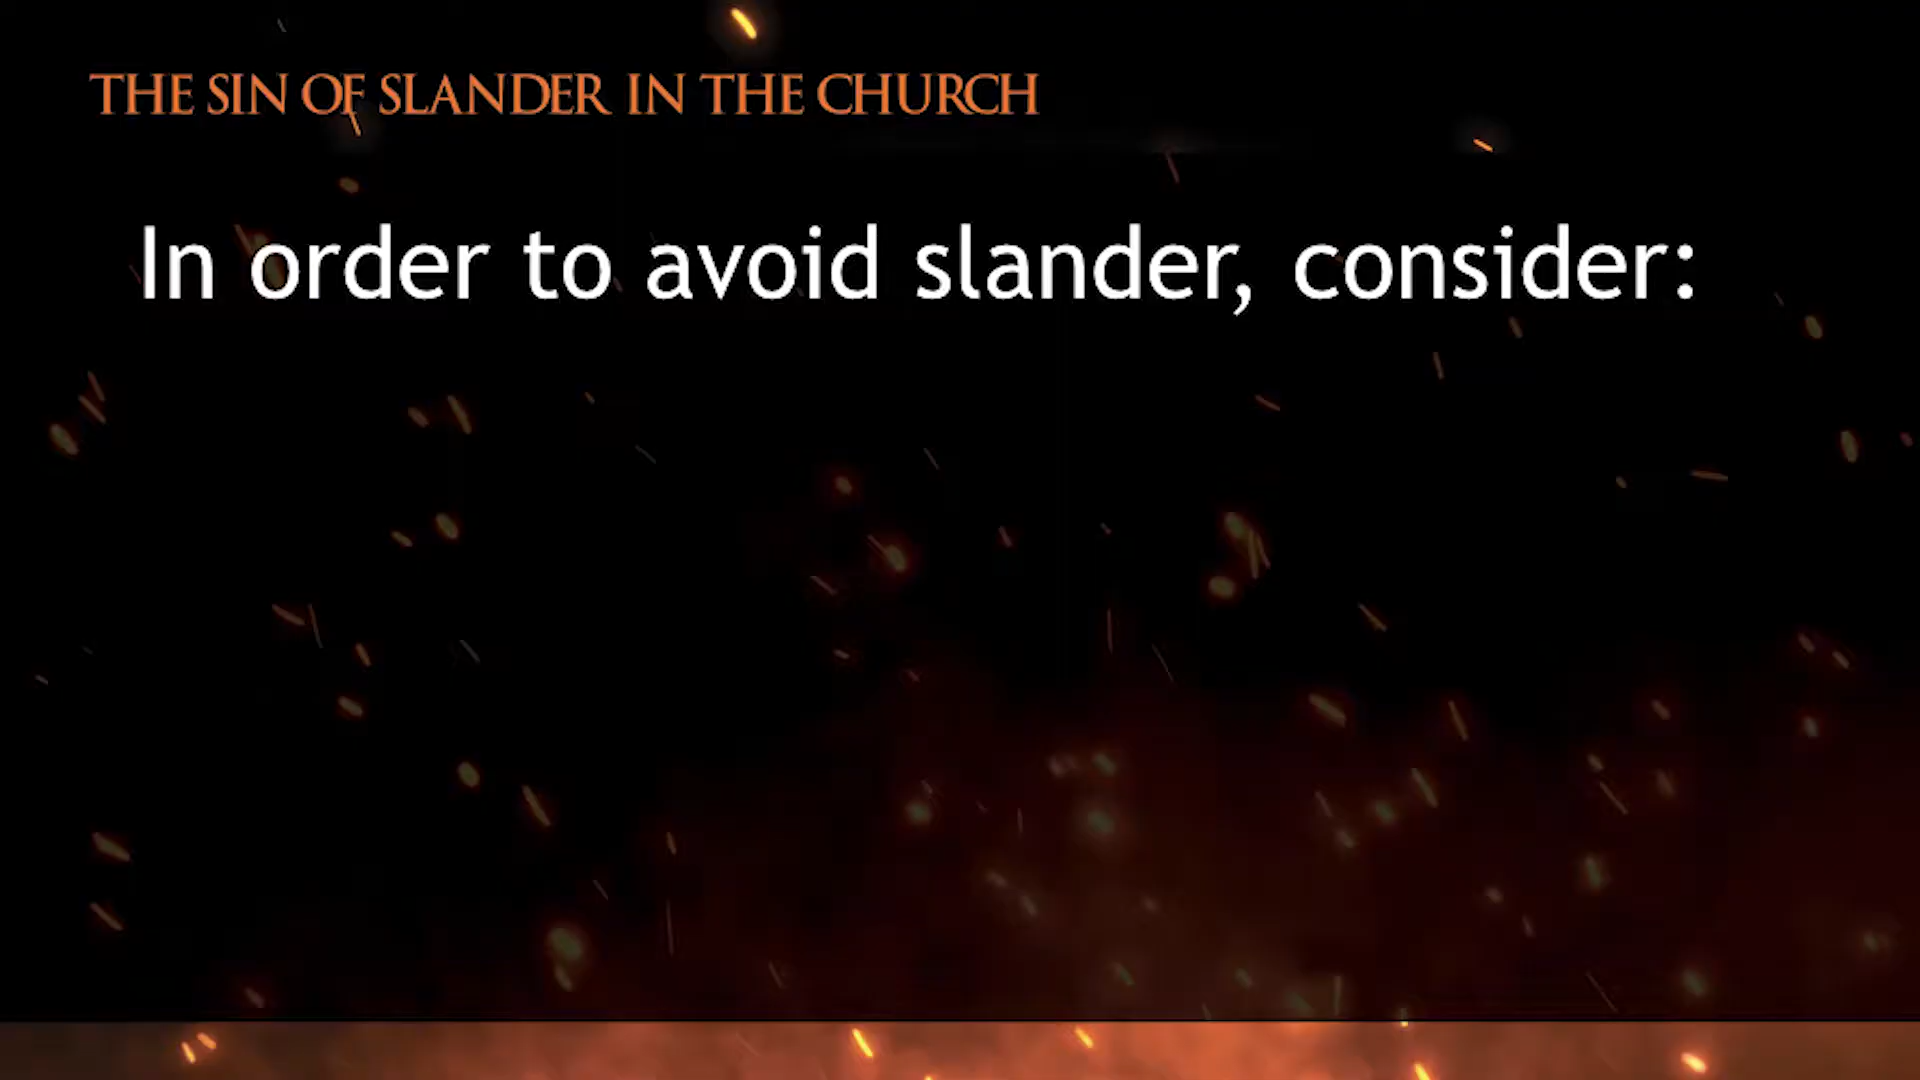 THE SIN OF SLANDER IN THE CHURCH
In order to avoid slander, consider: